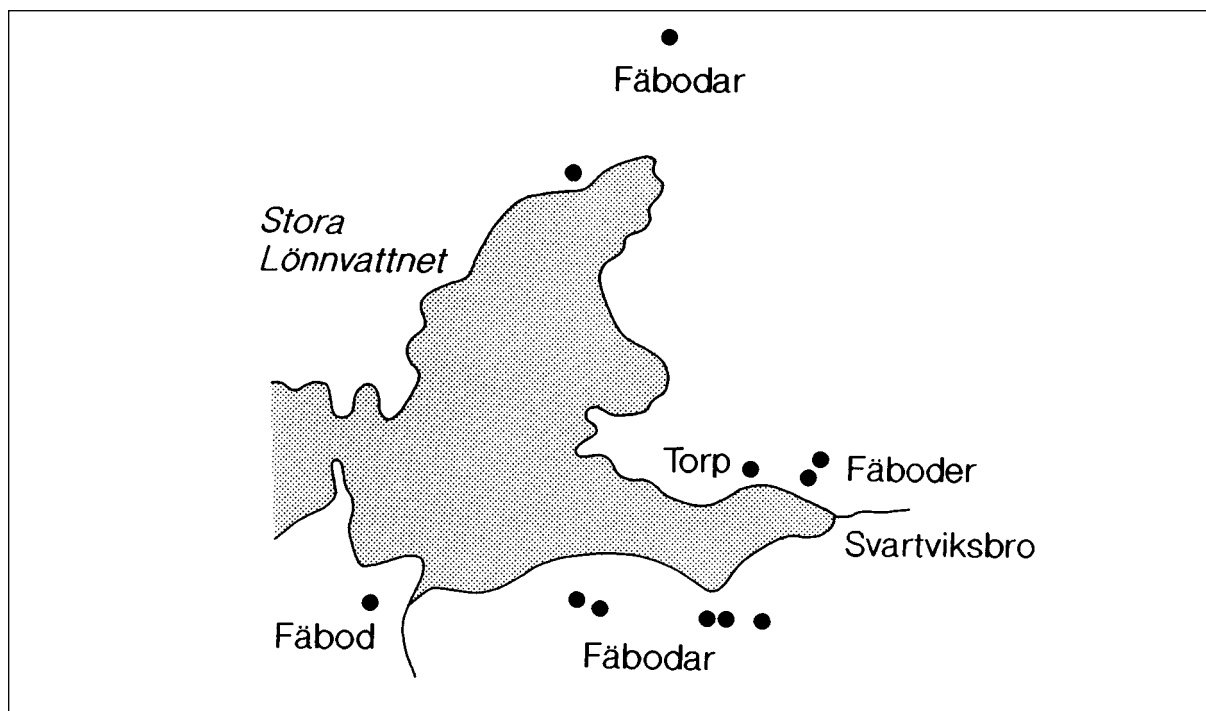 Fäbodar
Stora
Lönnvattnet
Torp
Fäboder
Svartviksbro
Fäbod
Fäbodar